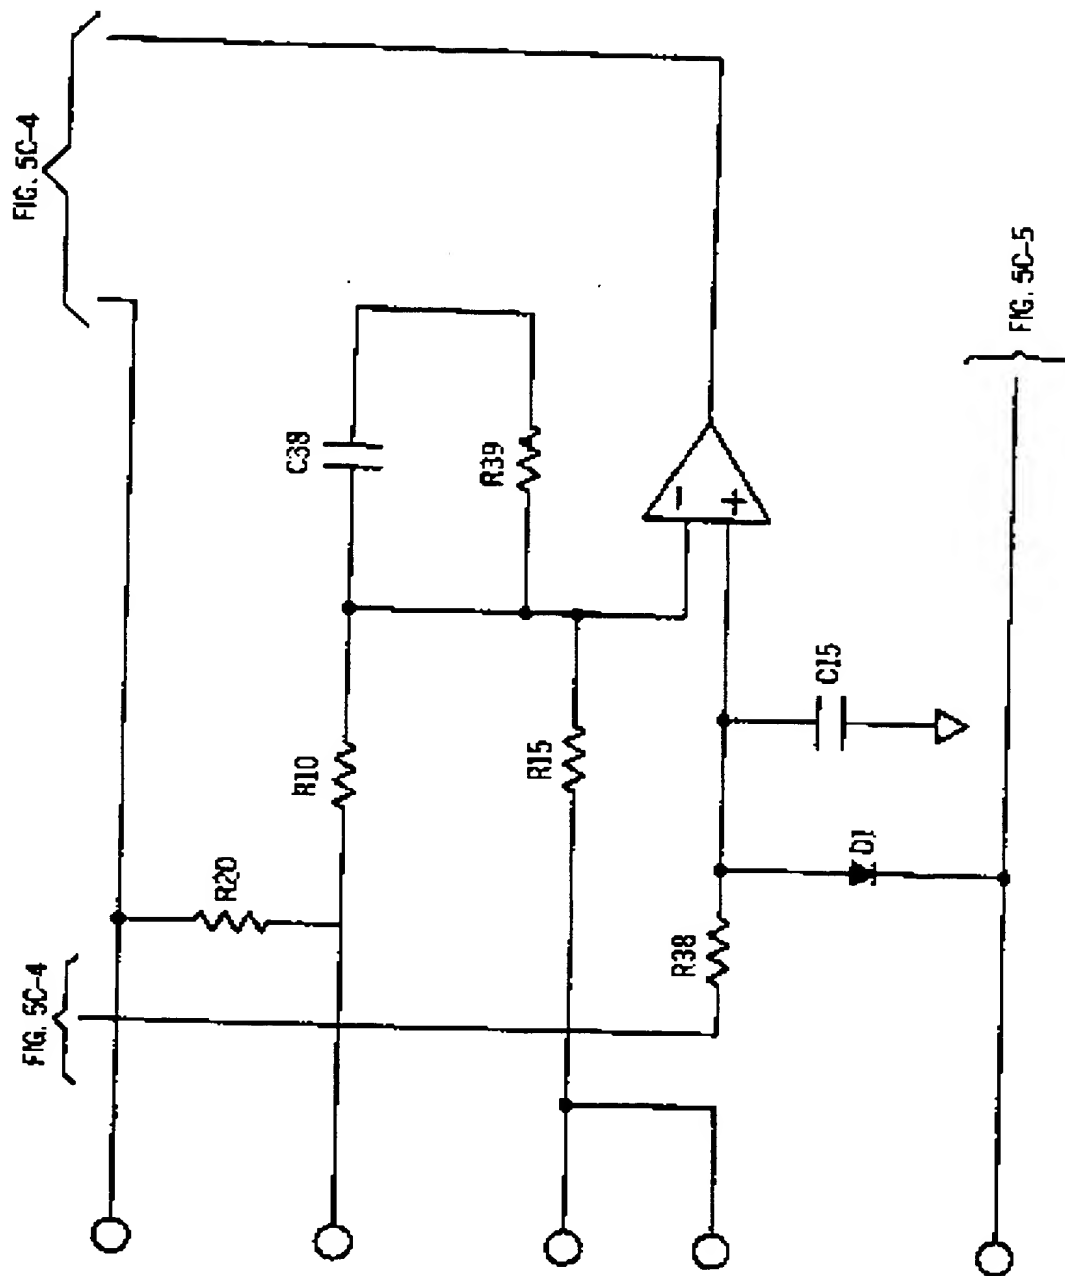 FIG. 5C-4
C38
R39
-
+
R10
R15
C15
R20
FIG. 5C-4
R38
D1
FIG. 5C-5